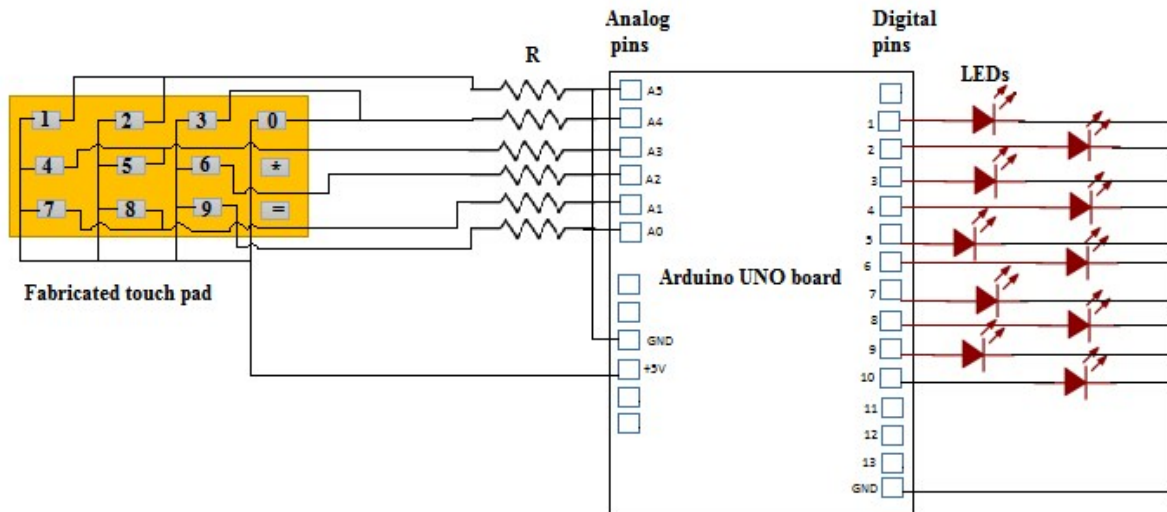 Analog
pins
Digital
pins
R
LEDs
A5
A4
A3
A2
A1
A0
GND
+5V
1
2
3
4
5
6
7
8
9
10
11
12
13
GND
1 2 3 0
4 5 6 *
7 8 9 =
Arduino UNO board
Fabricated touch pad